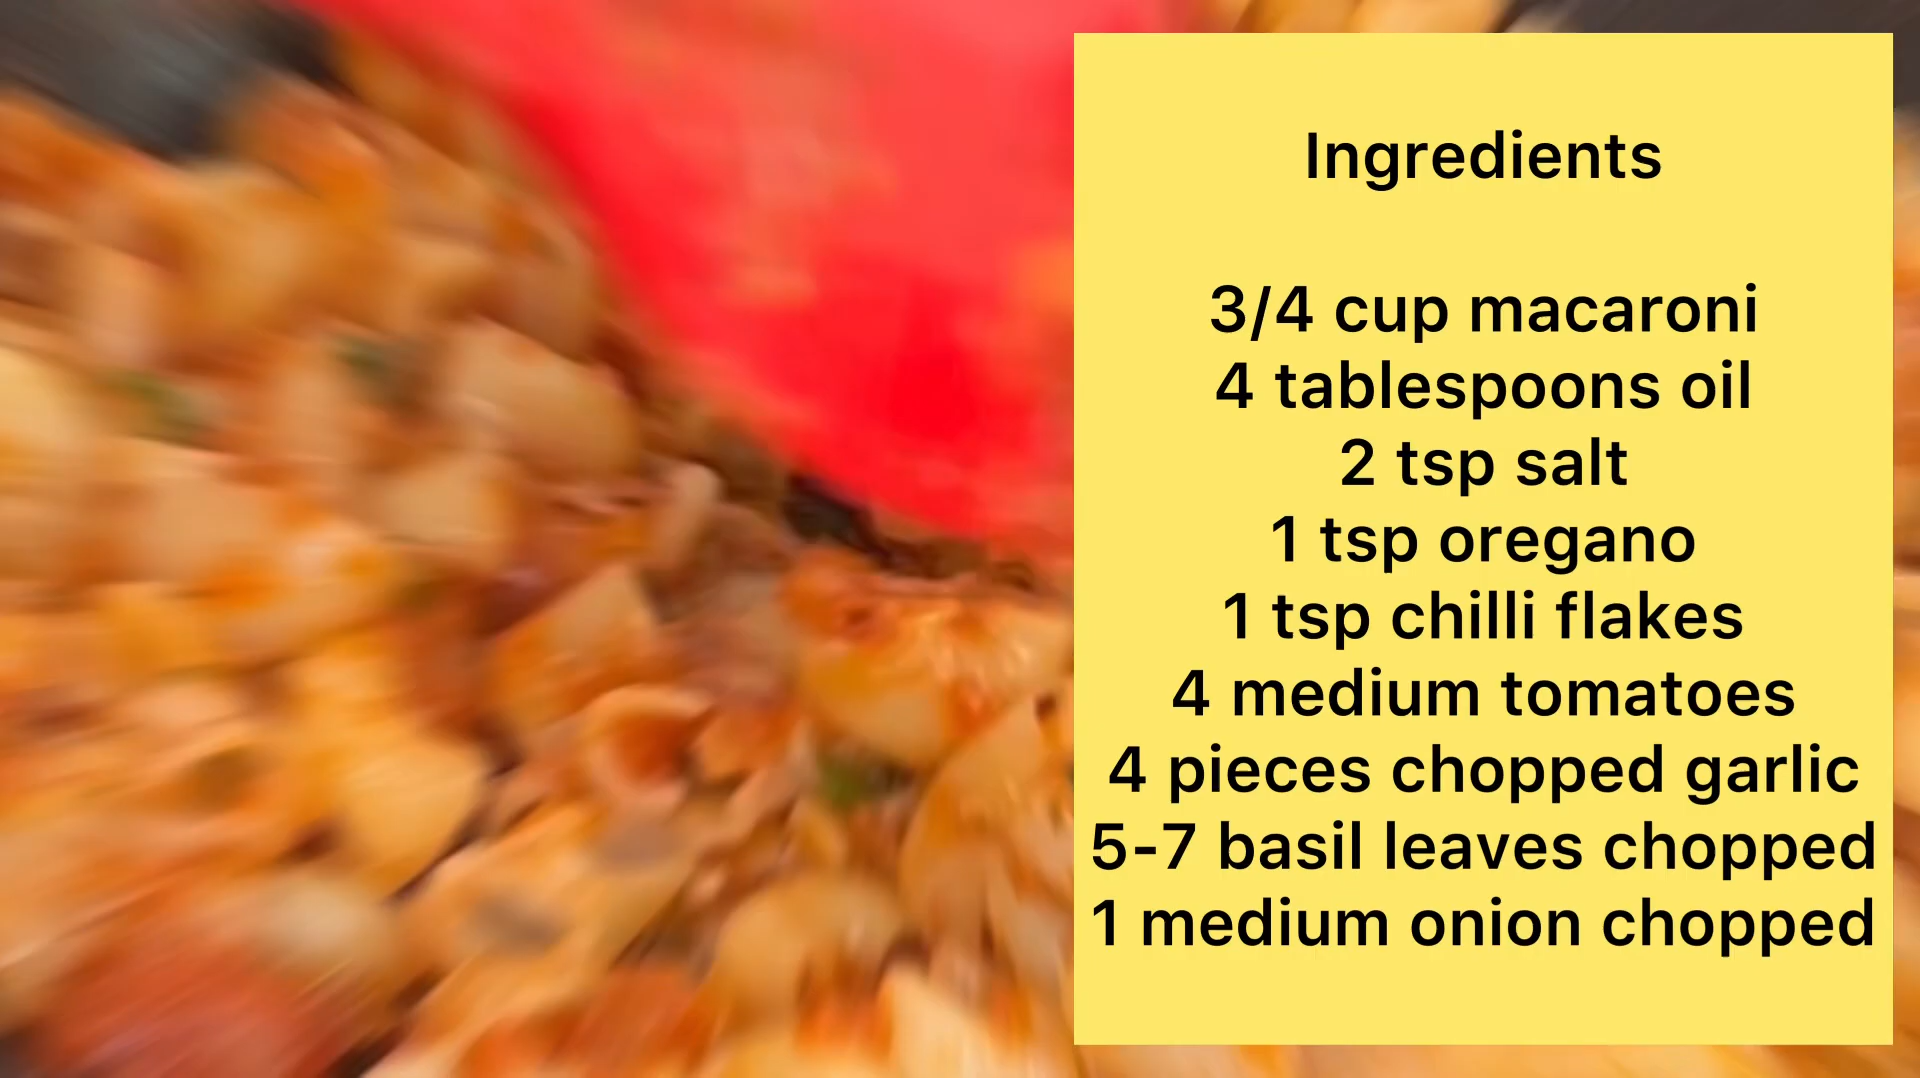 Ingredients
3/4 cup macaroni
4 tablespoons oil
2 tsp salt
1 tsp oregano
1 tsp chilli flakes
4 medium tomatoes
4 pieces chopped garlic
5-7 basil leaves chopped
1 medium onion chopped